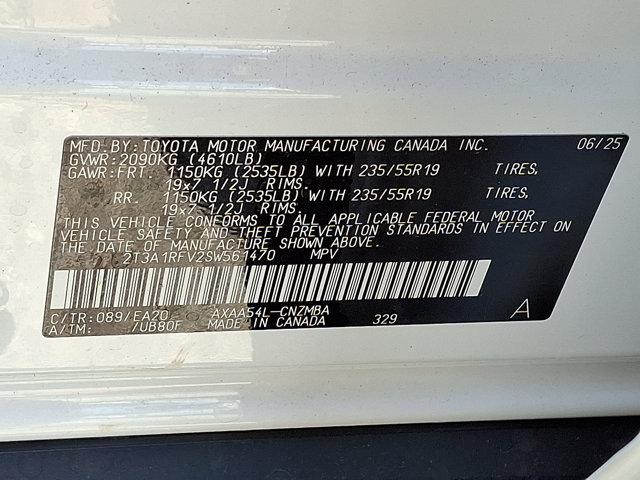 MFD.BY:TOYOTA MOTOR MANUFACTURING CANADA INC. 06/25
GVWR:2090KG (4610LB)
GAWR:FRT. 1150KG (2535LB) WITH 235/55R19 TIRES,
19x7 1/2J RIMS.
RR. 1150KG (2535LB) WITH 235/55R19 TIRES,
19x7 1/2J RIMS.
THIS VEHICLE CONFORMS TO ALL APPLICABLE FEDERAL MOTOR
VEHICLE SAFETY AND THEFT PREVENTION STANDARDS IN EFFECT ON
THE DATE OF MANUFACTURE SHOWN ABOVE.
2T3A1RFV2SW561470 MPV
C/TR:089/EA20 AXAA54L-CNZMBA
A/TM: /UB80F MADE IN CANADA 329 A